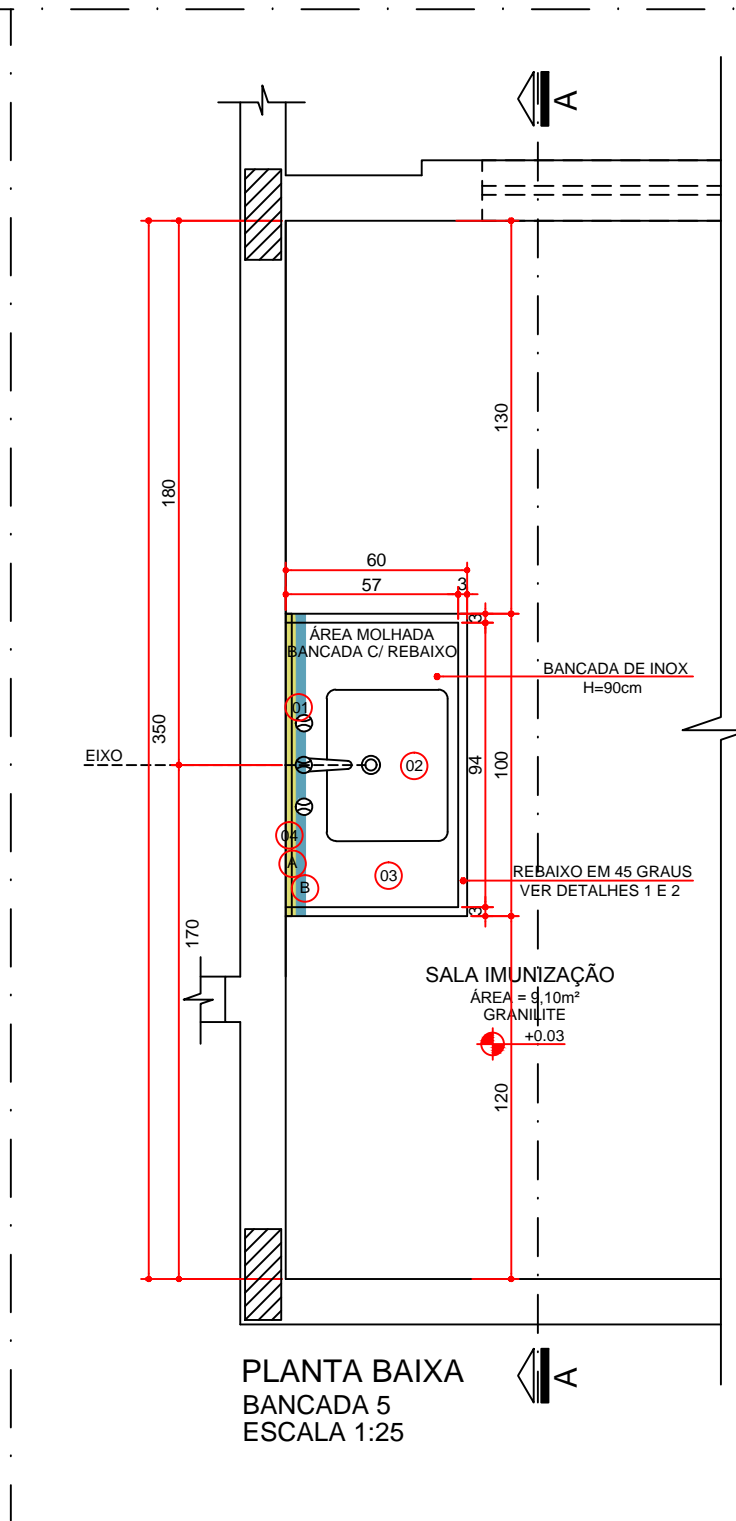 A
130
180
350
60
57
3
3
ÁREA MOLHADA
BANCADA C/ REBAIXO
BANCADA DE INOX
H=90cm
01
EIXO
02
94
100
04
A
03
B
REBAIXO EM 45 GRAUS
VER DETALHES 1 E 2
3
170
SALA IMUNIZAÇÃO
ÁREA = 9,10m²
GRANILITE
+0.03
120
A
PLANTA BAIXA
BANCADA 5
ESCALA 1:25